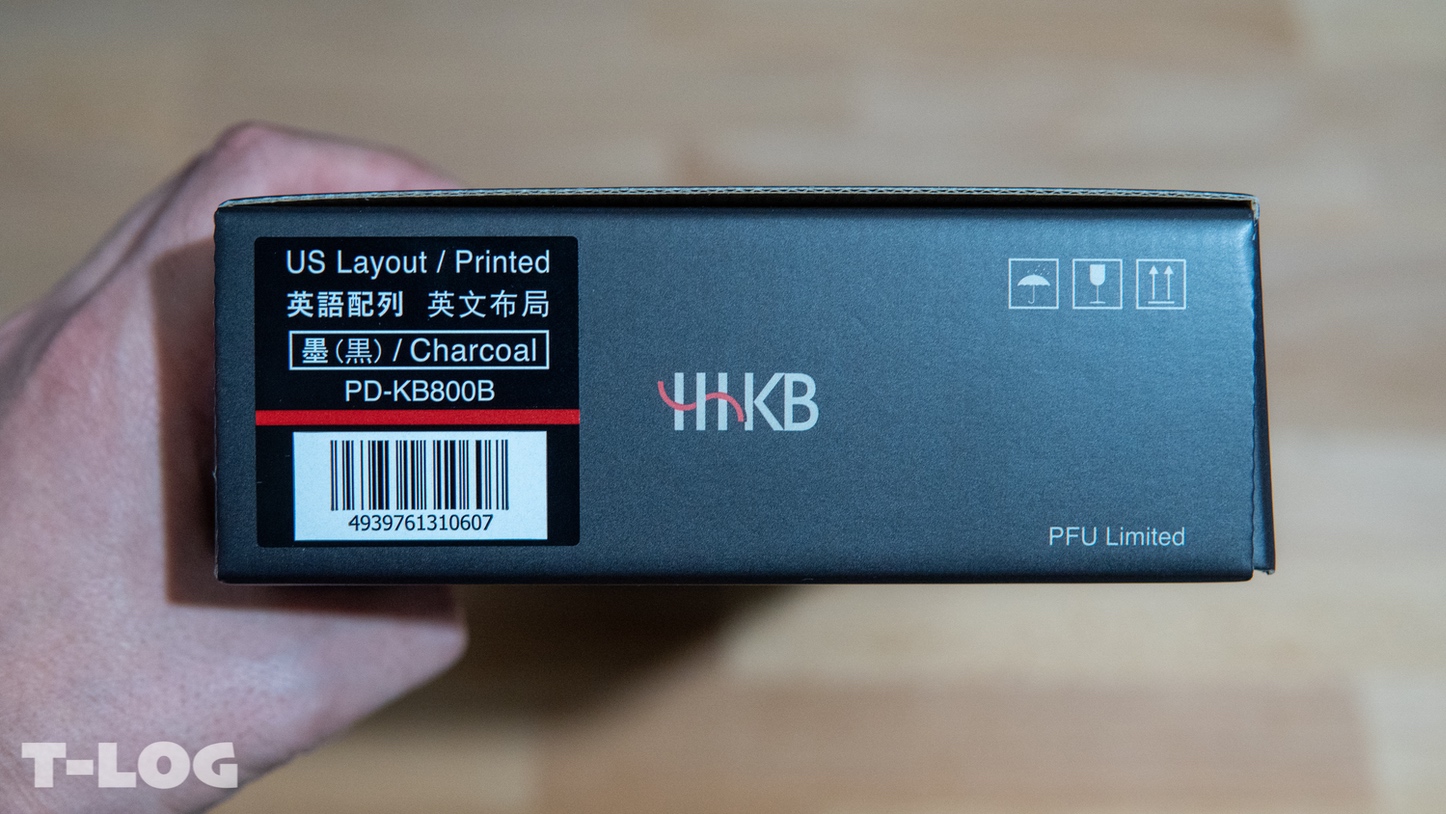 US Layout / Printed
英語配列 英文布局
墨(黒) / Charcoal
PD-KB800B
4939761310607
HHKB
PFU Limited
T-LOG